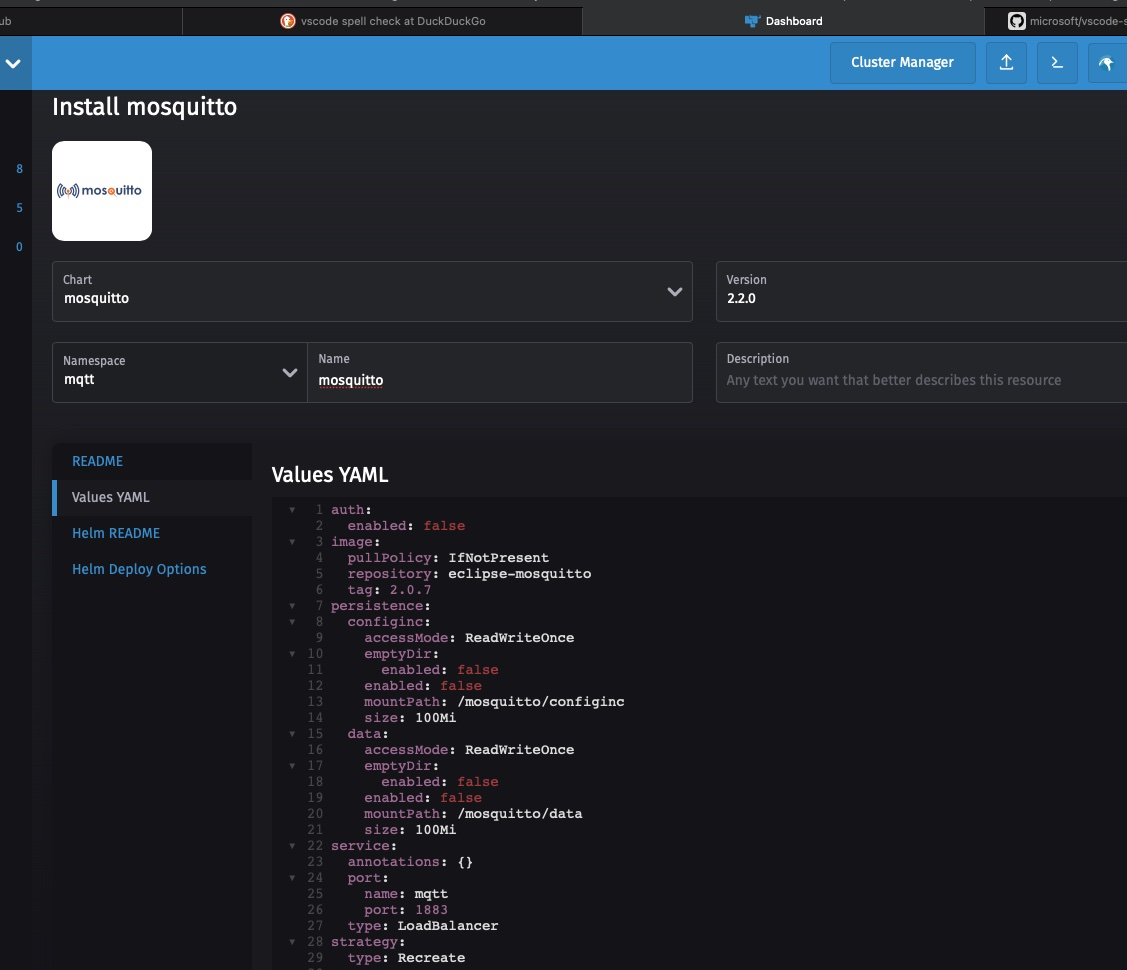 ub
vscode spell check at DuckDuckGo
Dashboard
microsoft/vscode-s
Cluster Manager
Install mosquitto
mosquitto
8
5
0
Chart
mosquitto
Version
2.2.0
Namespace
mqtt
Name
mosquitto
Description
Any text you want that better describes this resource
README
Values YAML
Helm README
Helm Deploy Options
Values YAML
1 auth:
2 enabled: false
3 image:
4 pullPolicy: IfNotPresent
5 repository: eclipse-mosquitto
6 tag: 2.0.7
7 persistence:
8 configinc:
9 accessMode: ReadWriteOnce
10 emptyDir:
11 enabled: false
12 enabled: false
13 mountPath: /mosquitto/configinc
14 size: 100Mi
15 data:
16 accessMode: ReadWriteOnce
17 emptyDir:
18 enabled: false
19 enabled: false
20 mountPath: /mosquitto/data
21 size: 100Mi
22 service:
23 annotations: {}
24 port:
25 name: mqtt
26 port: 1883
27 type: LoadBalancer
28 strategy:
29 type: Recreate